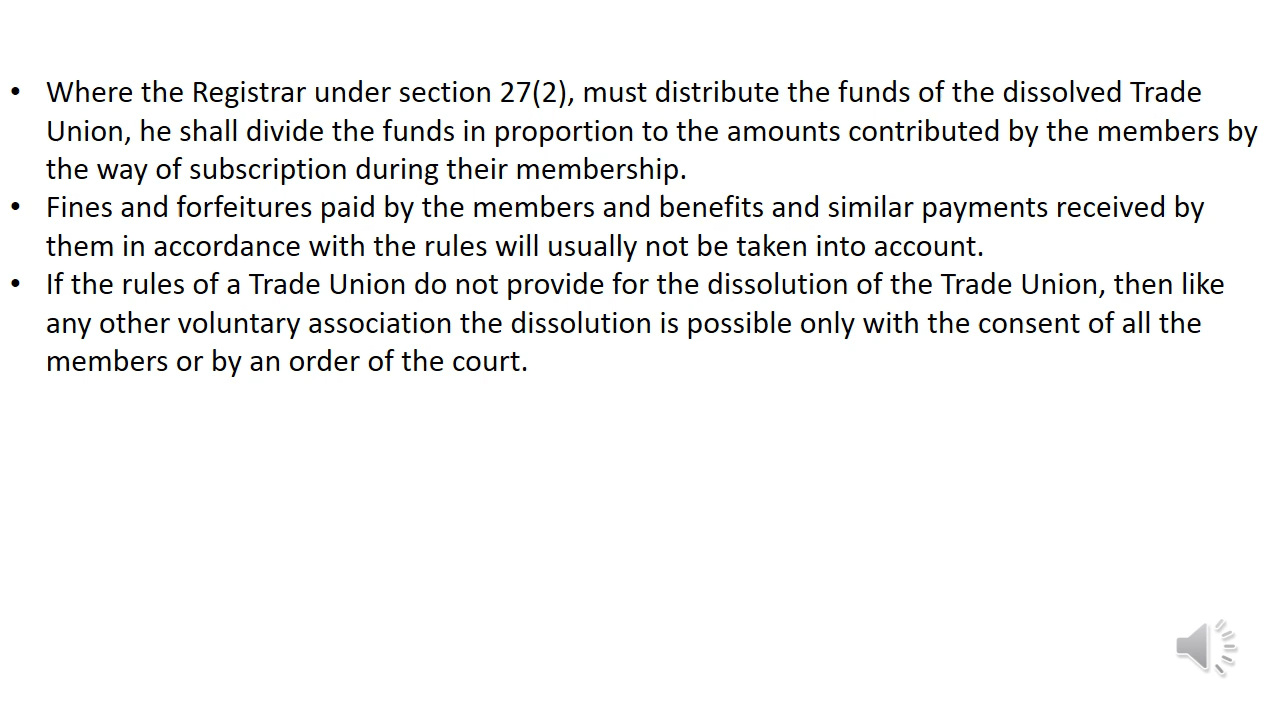 • Where the Registrar under section 27(2), must distribute the funds of the dissolved Trade
Union, he shall divide the funds in proportion to the amounts contributed by the members by
the way of subscription during their membership.
• Fines and forfeitures paid by the members and benefits and similar payments received by
them in accordance with the rules will usually not be taken into account.
• If the rules of a Trade Union do not provide for the dissolution of the Trade Union, then like
any other voluntary association the dissolution is possible only with the consent of all the
members or by an order of the court.